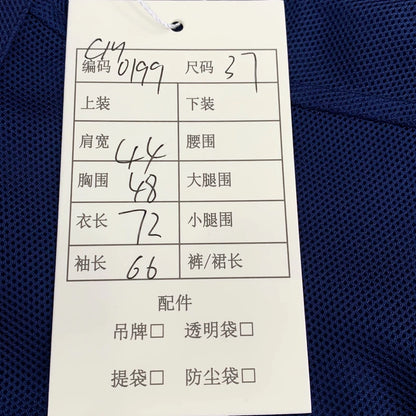 C14
编码 0199 尺码 37
上装 下装
肩宽 44 腰围
胸围 48 大腿围
衣长 72 小腿围
袖长 66 裤/裙长
配件
吊牌□ 透明袋□
提袋□ 防尘袋□